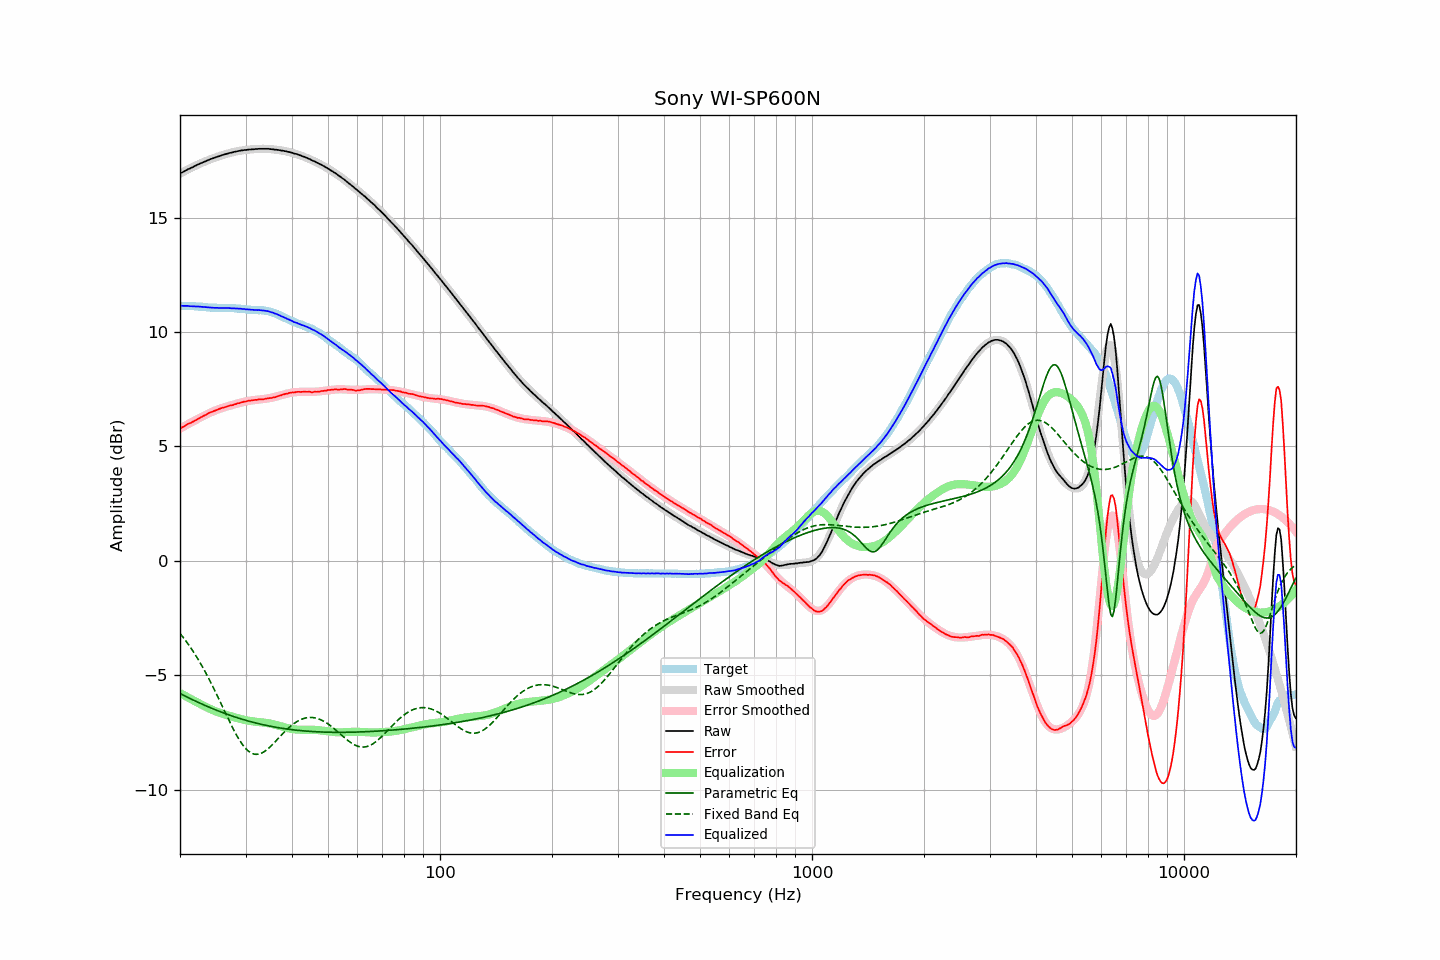 Sony WI-SP600N
Amplitude (dBr)
15
10
5
0
−5
−10
100
1000
10000
Frequency (Hz)
Target
Raw Smoothed
Error Smoothed
Raw
Error
Equalization
Parametric Eq
Fixed Band Eq
Equalized